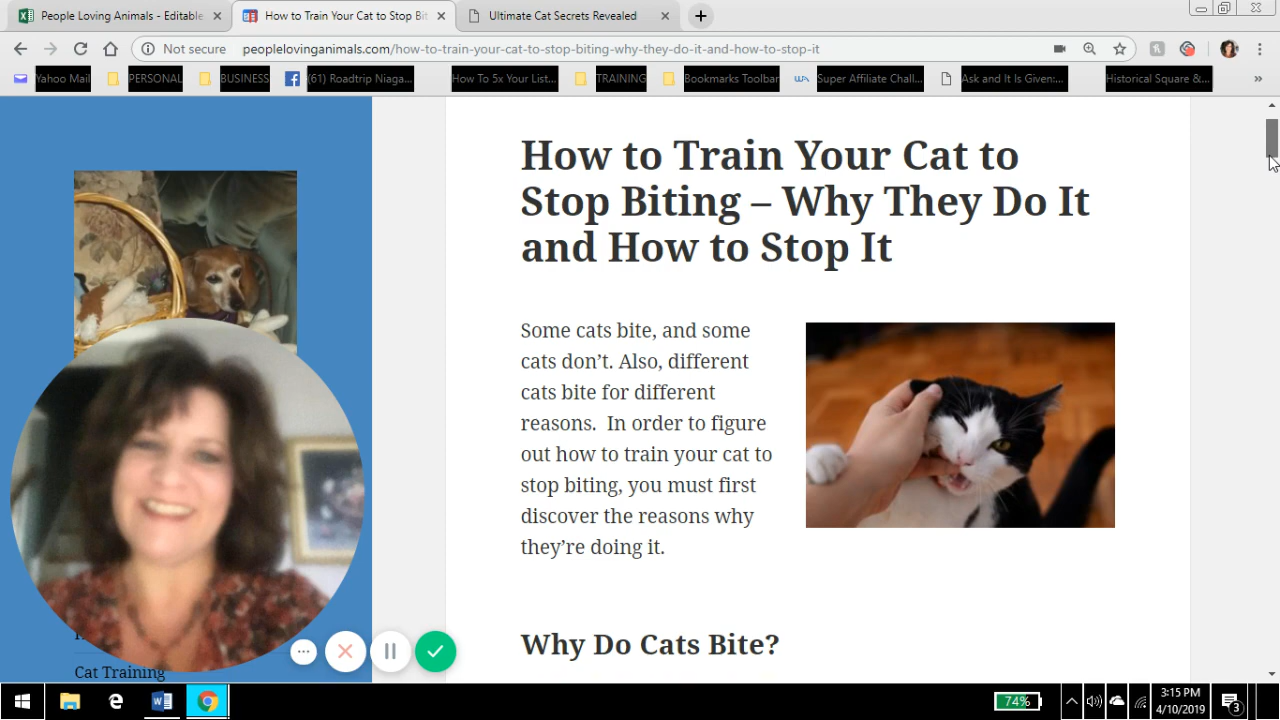 People Loving Animals - Editable
How to Train Your Cat to Stop Bit
Ultimate Cat Secrets Revealed
Not secure
peoplelovinganimals.com/how-to-train-your-cat-to-stop-biting-why-they-do-it-and-how-to-stop-it
Yahoo Mail
PERSONAL
BUSINESS
(61) Roadtrip Niaga...
How To 5x Your List...
TRAINING
Bookmarks Toolbar
Super Affiliate Chall...
Ask and It Is Given:...
Historical Square &...
»
How to Train Your Cat to
Stop Biting – Why They Do It
and How to Stop It
Some cats bite, and some
cats don’t. Also, different
cats bite for different
reasons.  In order to figure
out how to train your cat to
stop biting, you must first
discover the reasons why
they’re doing it.
Why Do Cats Bite?
Cat Training
74%
3:15 PM
4/10/2019
3